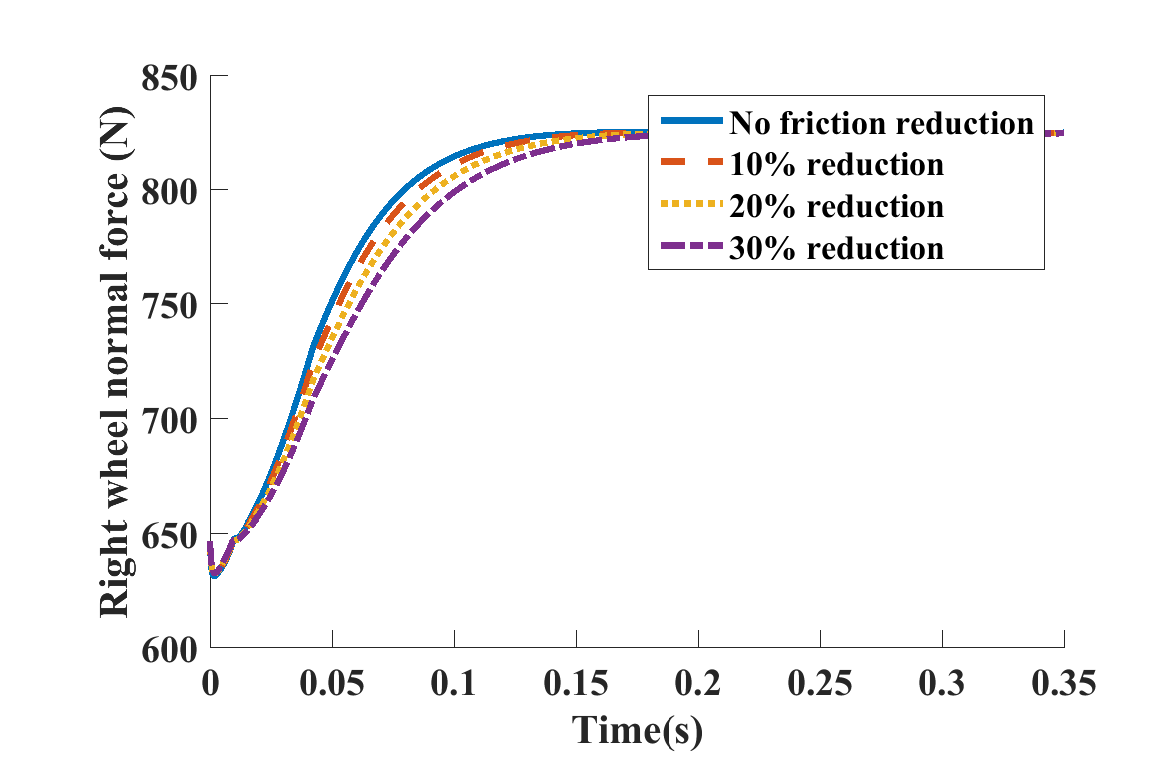 850
800
750
700
650
600
Right wheel normal force (N)
No friction reduction
10% reduction
20% reduction
30% reduction
0 0.05 0.1 0.15 0.2 0.25 0.3 0.35
Time(s)